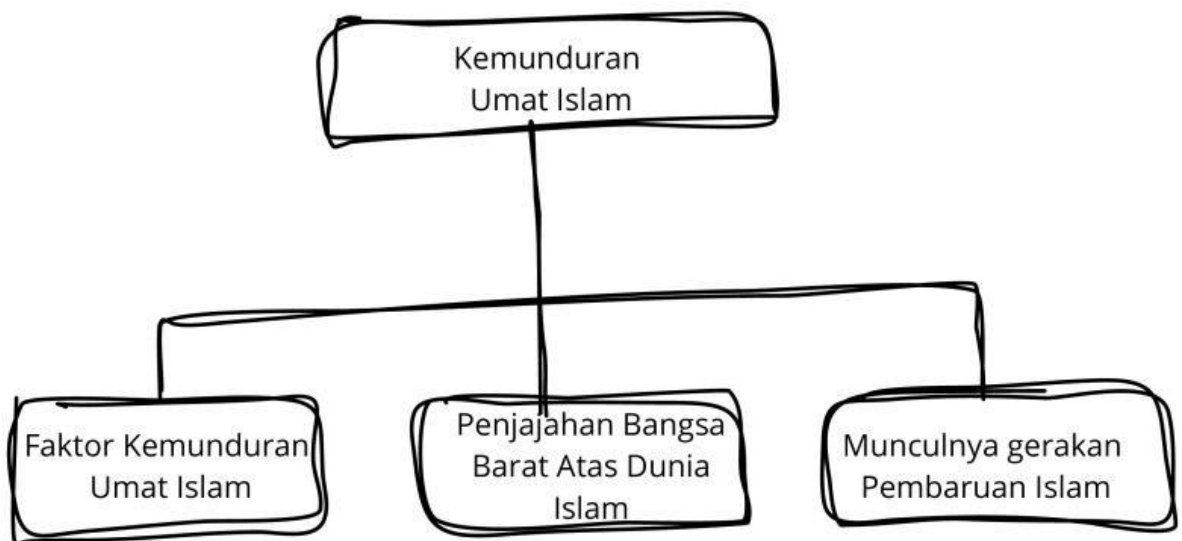 Kemunduran
Umat Islam
Faktor Kemunduran
Umat Islam
Penjajahan Bangsa
Barat Atas Dunia
Islam
Munculnya gerakan
Pembaruan Islam